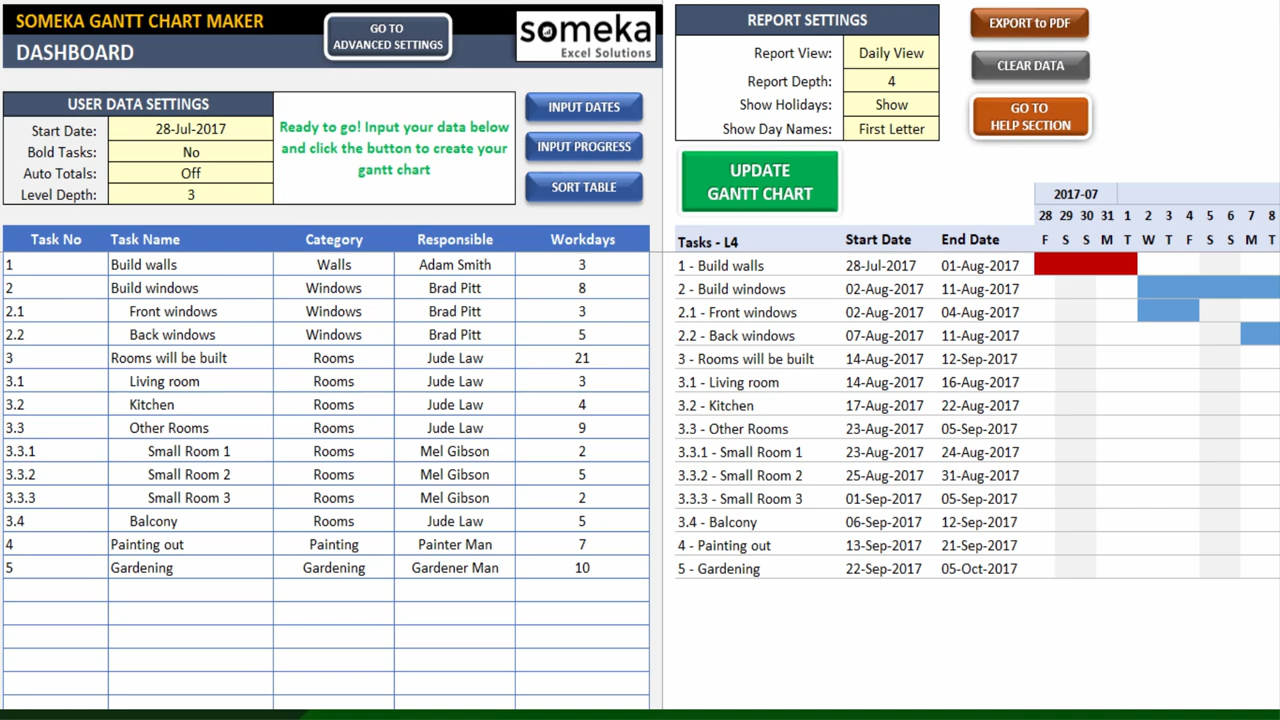 SOMEKA GANTT CHART MAKER
DASHBOARD
GO TO
ADVANCED SETTINGS
someka
Excel Solutions
USER DATA SETTINGS
Start Date: 28-Jul-2017
Bold Tasks: No
Auto Totals: Off
Level Depth: 3
Ready to go! Input your data below
and click the button to create your
gantt chart
INPUT DATES
INPUT PROGRESS
SORT TABLE
REPORT SETTINGS
Report View: Daily View
Report Depth: 4
Show Holidays: Show
Show Day Names: First Letter
EXPORT to PDF
CLEAR DATA
GO TO
HELP SECTION
UPDATE
GANTT CHART
Task No Task Name Category Responsible Workdays
1 Build walls Walls Adam Smith 3
2 Build windows Windows Brad Pitt 8
2.1 Front windows Windows Brad Pitt 3
2.2 Back windows Windows Brad Pitt 5
3 Rooms will be built Rooms Jude Law 21
3.1 Living room Rooms Jude Law 3
3.2 Kitchen Rooms Jude Law 4
3.3 Other Rooms Rooms Jude Law 9
3.3.1 Small Room 1 Rooms Mel Gibson 2
3.3.2 Small Room 2 Rooms Mel Gibson 5
3.3.3 Small Room 3 Rooms Mel Gibson 2
3.4 Balcony Rooms Jude Law 5
4 Painting out Painting Painter Man 7
5 Gardening Gardening Gardener Man 10
2017-07
28 29 30 31 1 2 3 4 5 6 7 8
Tasks - L4 Start Date End Date F S S M T W T F S S M T
1 - Build walls 28-Jul-2017 01-Aug-2017
2 - Build windows 02-Aug-2017 11-Aug-2017
2.1 - Front windows 02-Aug-2017 04-Aug-2017
2.2 - Back windows 07-Aug-2017 11-Aug-2017
3 - Rooms will be built 14-Aug-2017 12-Sep-2017
3.1 - Living room 14-Aug-2017 16-Aug-2017
3.2 - Kitchen 17-Aug-2017 22-Aug-2017
3.3 - Other Rooms 23-Aug-2017 05-Sep-2017
3.3.1 - Small Room 1 23-Aug-2017 24-Aug-2017
3.3.2 - Small Room 2 25-Aug-2017 31-Aug-2017
3.3.3 - Small Room 3 01-Sep-2017 05-Sep-2017
3.4 - Balcony 06-Sep-2017 12-Sep-2017
4 - Painting out 13-Sep-2017 21-Sep-2017
5 - Gardening 22-Sep-2017 05-Oct-2017